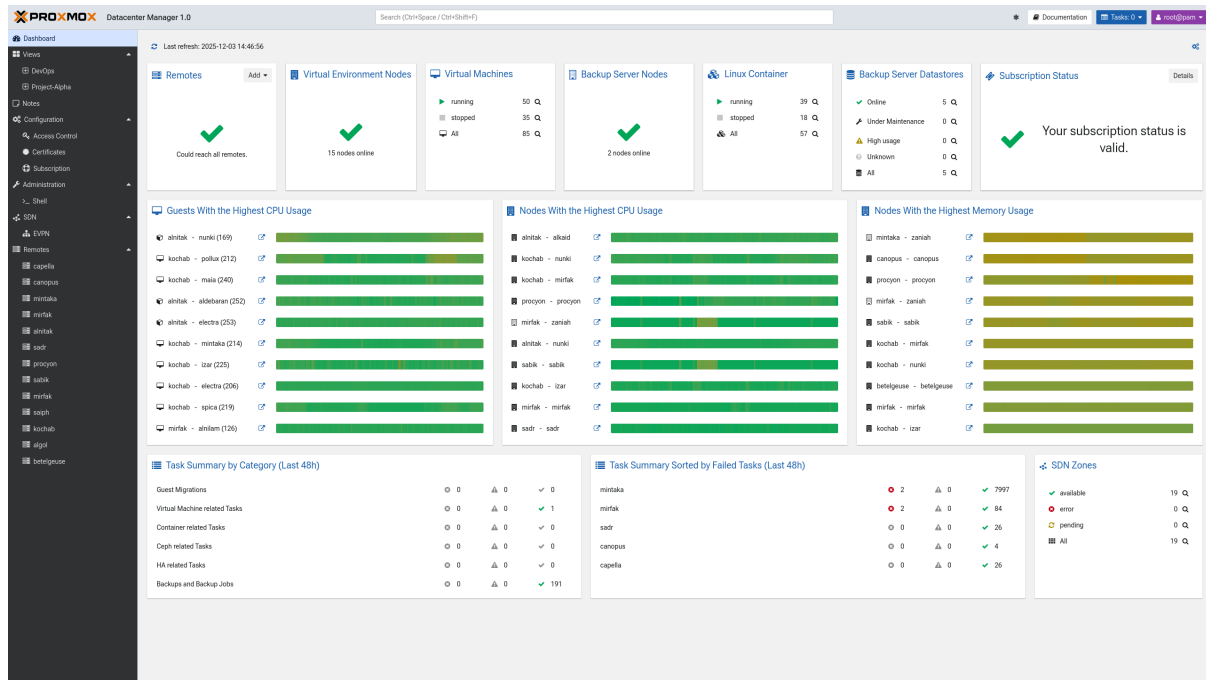 PROXMOX Datacenter Manager 1.0
Search (Ctrl+Space / Ctrl+Shift+F)
Documentation
Tasks: 0
root@pam
Dashboard
Views
DevOps
Project-Alpha
Notes
Configuration
Access Control
Certificates
Subscription
Administration
Shell
SDN
EVPN
Remotes
capella
canopus
mintaka
mirfak
alnitak
sadr
procyon
sabik
mirfak
saiph
kochab
algol
betelgeuse
Last refresh: 2025-12-03 14:46:56
Remotes
Add
Could reach all remotes.
Virtual Environment Nodes
15 nodes online
Virtual Machines
running 50
stopped 35
All 85
Backup Server Nodes
2 nodes online
Linux Container
running 39
stopped 18
All 57
Backup Server Datastores
Online 5
Under Maintenance 0
High usage 0
Unknown 0
All 5
Subscription Status
Details
Your subscription status is
valid.
Guests With the Highest CPU Usage
alnitak - nunki (169)
kochab - pollux (212)
kochab - maia (240)
alnitak - aldebaran (252)
alnitak - electra (253)
kochab - mintaka (214)
kochab - izar (225)
kochab - electra (206)
kochab - spica (219)
mirfak - alnilam (126)
Nodes With the Highest CPU Usage
alnitak - alkaid
kochab - nunki
kochab - mirfak
procyon - procyon
mirfak - zaniah
alnitak - nunki
sabik - sabik
kochab - izar
mirfak - mirfak
sadr - sadr
Nodes With the Highest Memory Usage
mintaka - zaniah
canopus - canopus
procyon - procyon
mirfak - zaniah
sabik - sabik
kochab - mirfak
kochab - nunki
betelgeuse - betelgeuse
mirfak - mirfak
kochab - izar
Task Summary by Category (Last 48h)
Guest Migrations 0 0 0
Virtual Machine related Tasks 0 0 1
Container related Tasks 0 0 0
Ceph related Tasks 0 0 0
HA related Tasks 0 0 0
Backups and Backup Jobs 0 0 191
Task Summary Sorted by Failed Tasks (Last 48h)
mintaka 2 0 7997
mirfak 2 0 84
sadr 0 0 26
canopus 0 0 4
capella 0 0 26
SDN Zones
available 19
error 0
pending 0
All 19